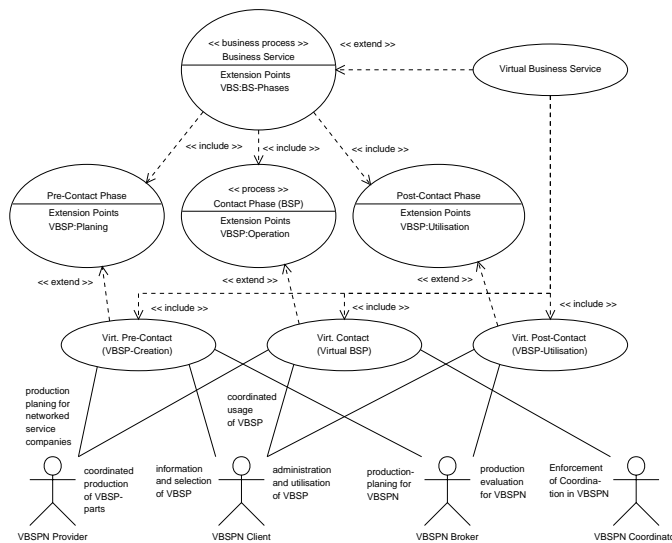 << business process >>
Business Service
Extension Points
VBS:BS-Phases
<< extend >>
Virtual Business Service
<< include >>
<< include >>
<< include >>
Pre-Contact Phase
Extension Points
VBSP:Planing
<< process >>
Contact Phase (BSP)
Extension Points
VBSP:Operation
Post-Contact Phase
Extension Points
VBSP:Utilisation
<< extend >>
<< extend >>
<< extend >>
<< include >>
<< include >>
<< include >>
Virt. Pre-Contact
(VBSP-Creation)
Virt. Contact
(Virtual BSP)
Virt. Post-Contact
(VBSP-Utilisation)
production
planing for
networked
service
companies
coordinated
usage
of VBSP
coordinated
production
of VBSP-
parts
information
and selection
of VBSP
administration
and utilisation
of VBSP
production-
planing for
VBSPN
production
evaluation
for VBSPN
Enforcement
of Coordina-
tion in VBSPN
VBSPN Provider
VBSPN Client
VBSPN Broker
VBSPN Coordinato